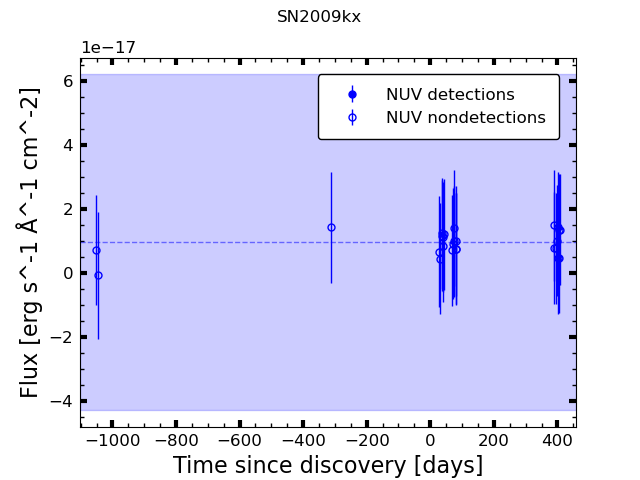 SN2009kx
1e−17
6
4
2
0
−2
−4
Flux [erg s^-1 Å^-1 cm^-2]
NUV detections
NUV nondetections
−1000 −800 −600 −400 −200 0 200 400
Time since discovery [days]